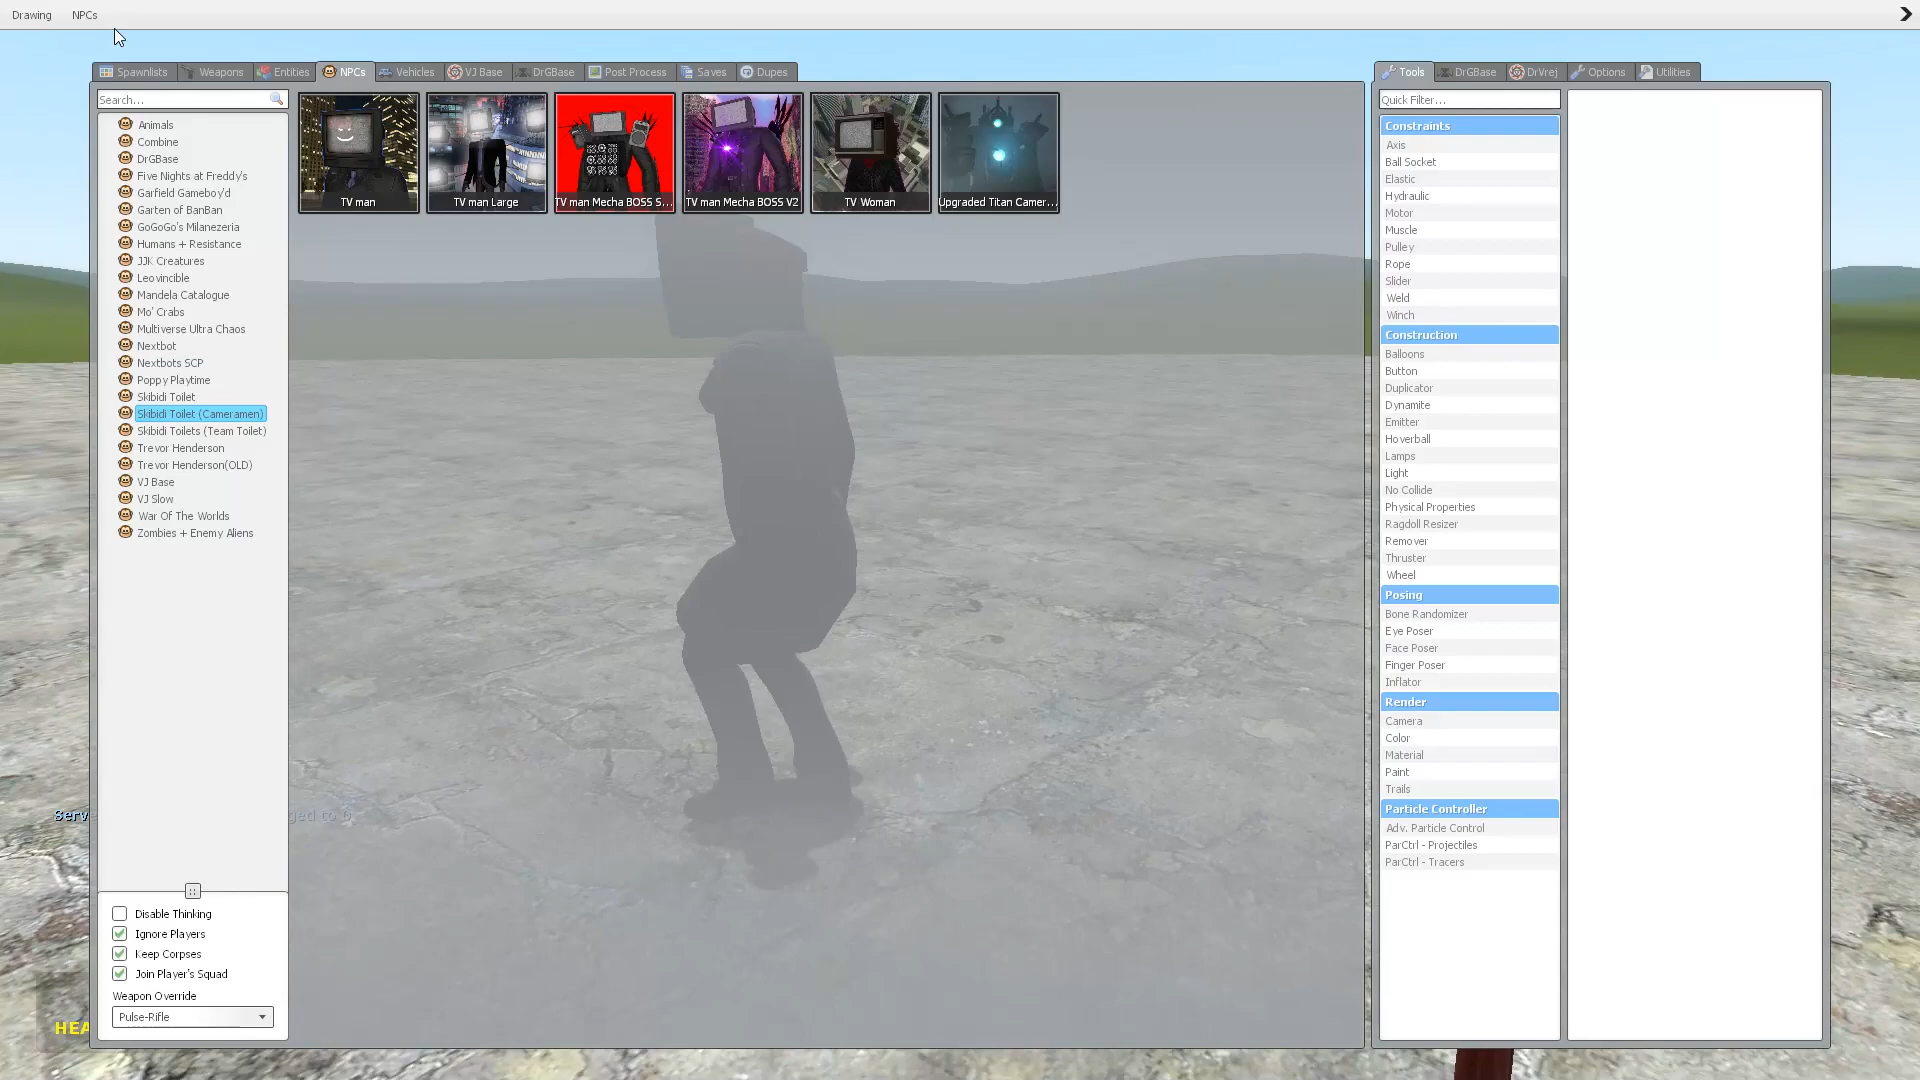 Drawing NPCs
Spawnlists Weapons Entities NPCs Vehicles VJ Base DrGBase Post Process Saves Dupes
Tools DrGBase DrVrej Options Utilities
Search...
Animals
Combine
DrGBase
Five Nights at Freddy's
Garfield Gameboy'd
Garten of BanBan
GoGoGo's Milanezeria
Humans + Resistance
JJK Creatures
Leovincible
Mandela Catalogue
Mo' Crabs
Multiverse Ultra Chaos
Nextbot
Nextbots SCP
Poppy Playtime
Skibidi Toilet
Skibidi Toilet (Cameramen)
Skibidi Toilets (Team Toilet)
Trevor Henderson
Trevor Henderson(OLD)
VJ Base
VJ Slow
War Of The Worlds
Zombies + Enemy Aliens
Disable Thinking
Ignore Players
Keep Corpses
Join Player's Squad
Weapon Override
Pulse-Rifle
TV man
TV man Large
TV man Mecha BOSS S...
TV man Mecha BOSS V2
TV Woman
Upgraded Titan Camer...
Serv
ged to 0
HEA
Quick Filter...
Constraints
Axis
Ball Socket
Elastic
Hydraulic
Motor
Muscle
Pulley
Rope
Slider
Weld
Winch
Construction
Balloons
Button
Duplicator
Dynamite
Emitter
Hoverball
Lamps
Light
No Collide
Physical Properties
Ragdoll Resizer
Remover
Thruster
Wheel
Posing
Bone Randomizer
Eye Poser
Face Poser
Finger Poser
Inflator
Render
Camera
Color
Material
Paint
Trails
Particle Controller
Adv. Particle Control
ParCtrl - Projectiles
ParCtrl - Tracers